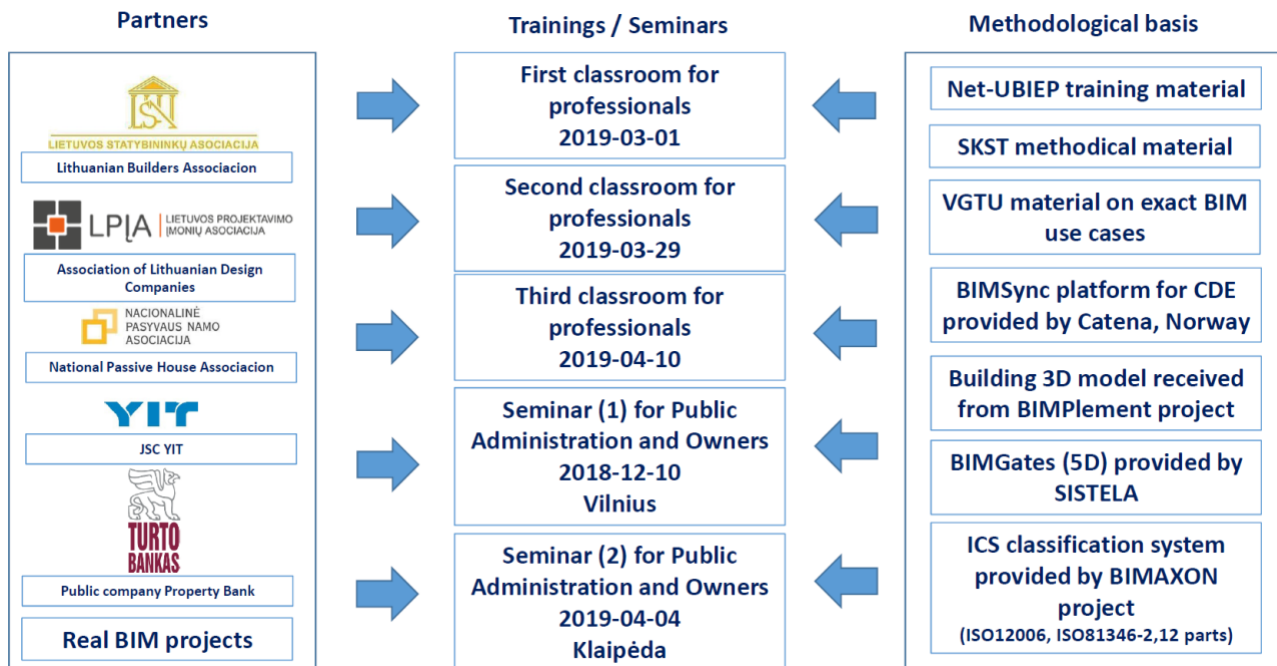 Partners
LSA
LIETUVOS STATYBININKŲ ASOCIACIJA
Lithuanian Builders Associacion
LPĮA
LIETUVOS PROJEKTAVIMO
ĮMONIŲ ASOCIACIJA
Association of Lithuanian Design
Companies
NACIONALINĖ
PASYVAUS NAMO
ASOCIACIJA
National Passive House Associacion
YIT
JSC YIT
TURTO
BANKAS
Public company Property Bank
Real BIM projects
Trainings / Seminars
First classroom for
professionals
2019-03-01
Second classroom for
professionals
2019-03-29
Third classroom for
professionals
2019-04-10
Seminar (1) for Public
Administration and Owners
2018-12-10
Vilnius
Seminar (2) for Public
Administration and Owners
2019-04-04
Klaipėda
Methodological basis
Net-UBIEP training material
SKST methodical material
VGTU material on exact BIM
use cases
BIMSync platform for CDE
provided by Catena, Norway
Building 3D model received
from BIMPlement project
BIMGates (5D) provided by
SISTELA
ICS classification system
provided by BIMAXON
project
(ISO12006, ISO81346-2,12 parts)